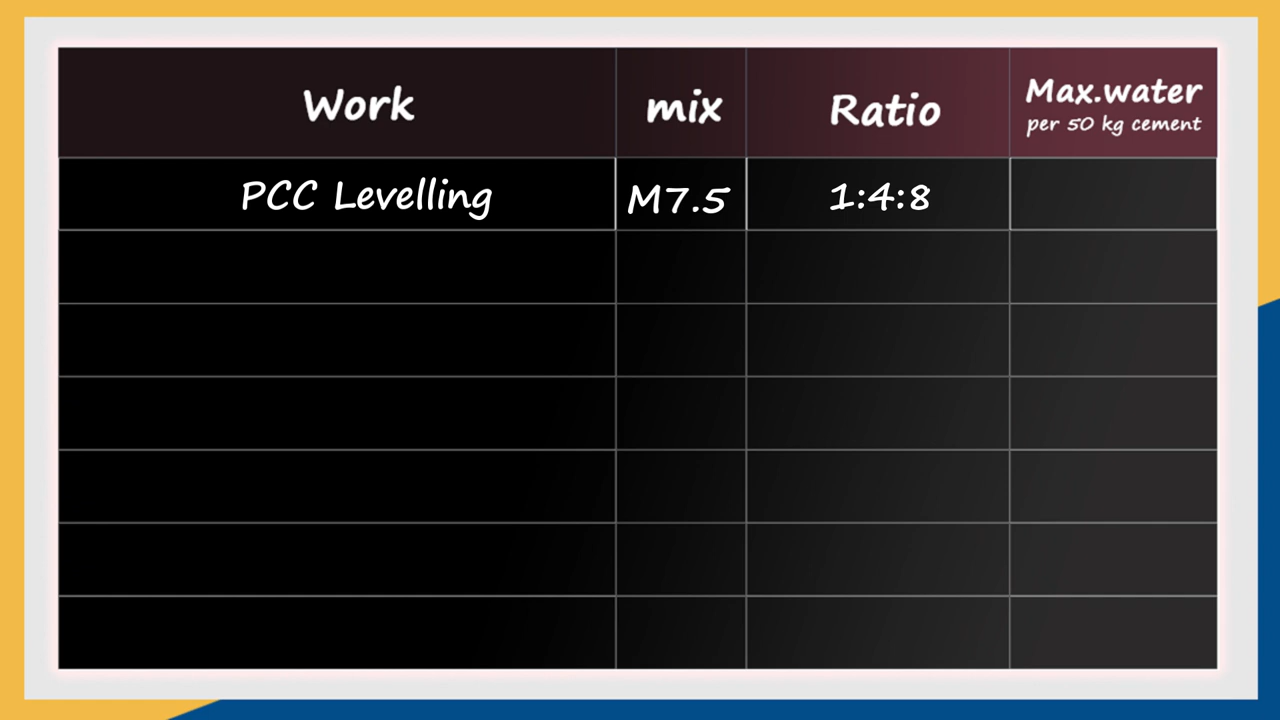 Work mix Ratio Max.water
per 50 kg cement
PCC Levelling M7.5 1:4:8